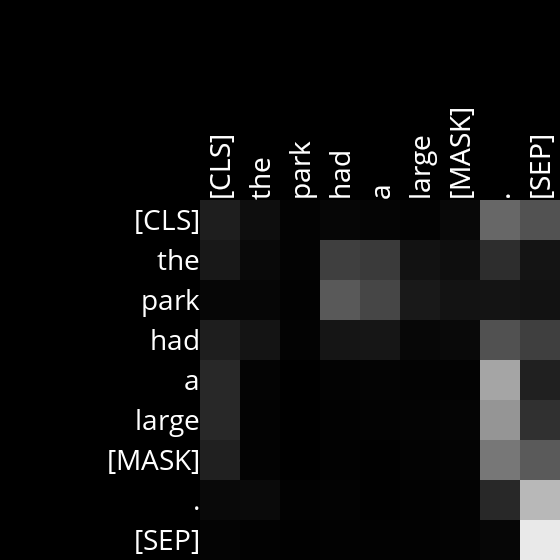 [CLS] the park had a large [MASK] . [SEP]
[CLS]
the
park
had
a
large
[MASK]
.
[SEP]